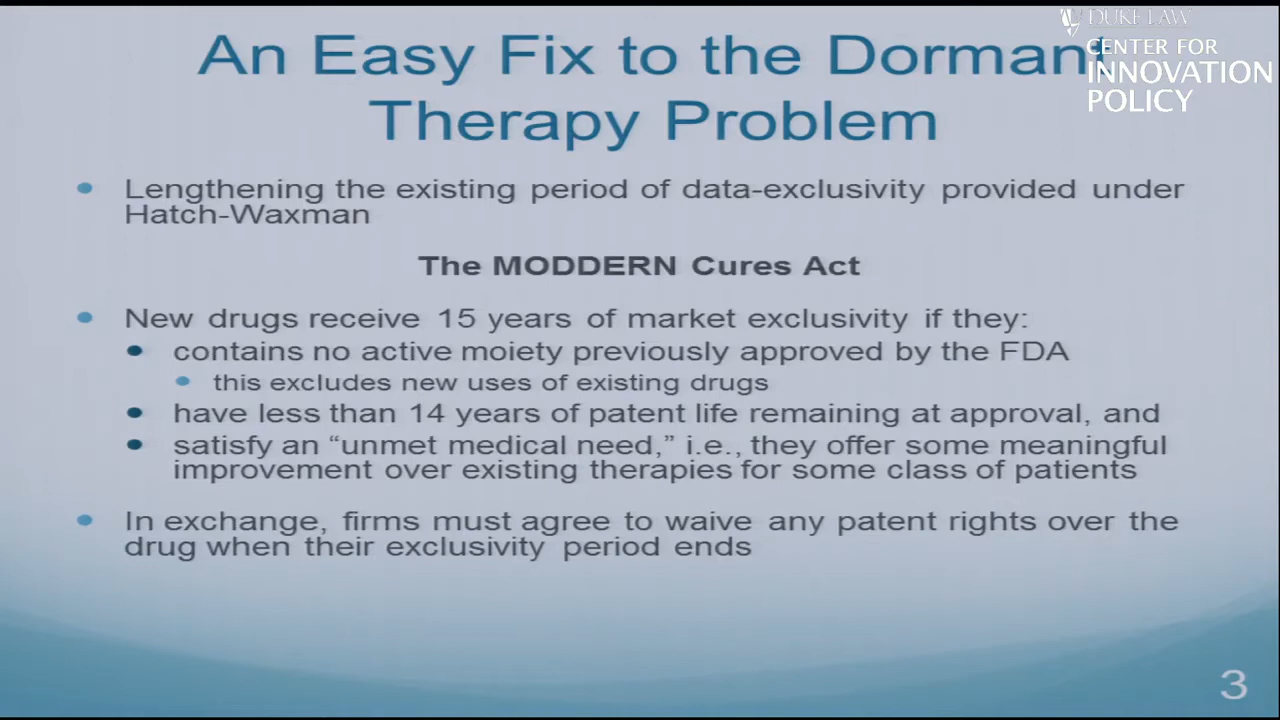 DUKE LAW
CENTER FOR
INNOVATION
POLICY
An Easy Fix to the Dormant
Therapy Problem
Lengthening the existing period of data-exclusivity provided under
Hatch-Waxman
The MODDERN Cures Act
New drugs receive 15 years of market exclusivity if they:
contains no active moiety previously approved by the FDA
this excludes new uses of existing drugs
have less than 14 years of patent life remaining at approval, and
satisfy an “unmet medical need,” i.e., they offer some meaningful
improvement over existing therapies for some class of patients
In exchange, firms must agree to waive any patent rights over the
drug when their exclusivity period ends
3